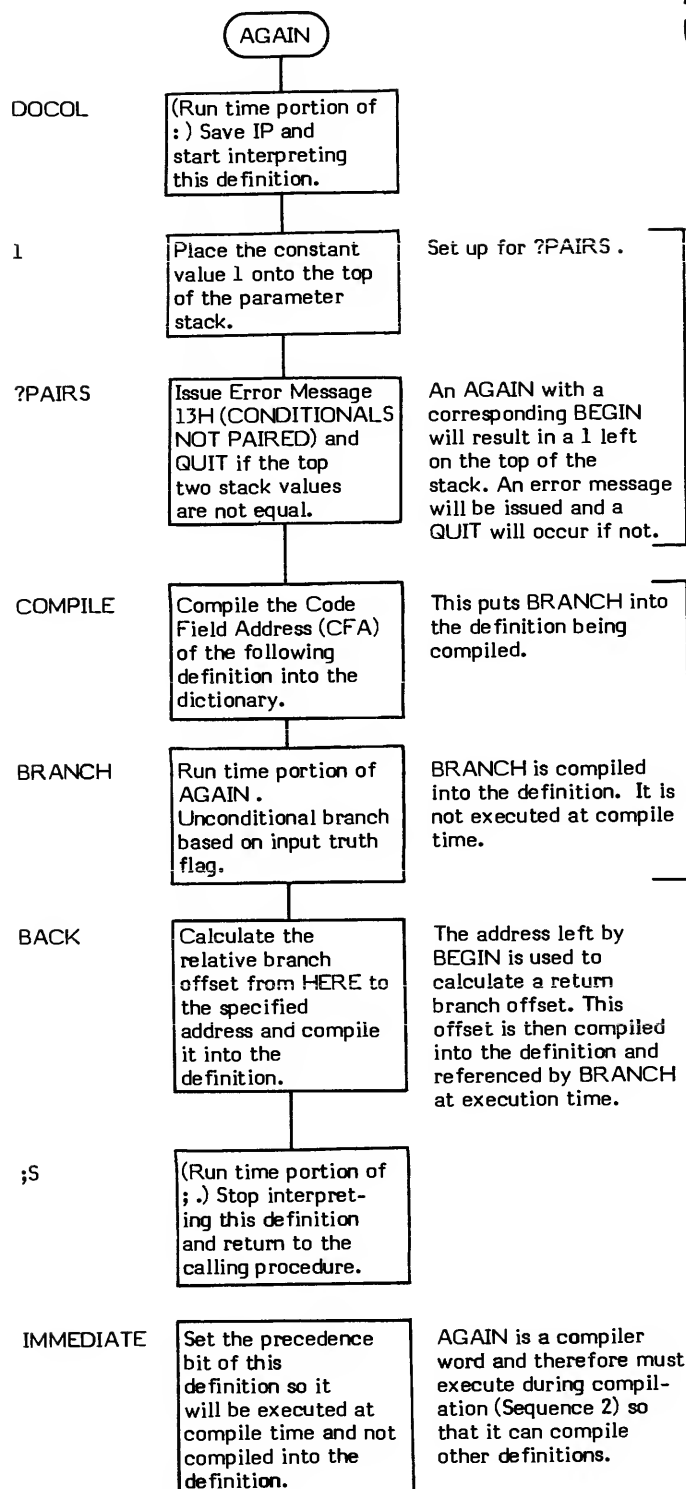 AGAIN
DOCOL
(Run time portion of
: ) Save IP and
start interpreting
this definition.
1
Place the constant
value 1 onto the top
of the parameter
stack.
Set up for ?PAIRS .
?PAIRS
Issue Error Message
13H (CONDITIONALS
NOT PAIRED) and
QUIT if the top
two stack values
are not equal.
An AGAIN with a
corresponding BEGIN
will result in a 1 left
on the top of the
stack. An error message
will be issued and a
QUIT will occur if not.
COMPILE
Compile the Code
Field Address (CFA)
of the following
definition into the
dictionary.
This puts BRANCH into
the definition being
compiled.
BRANCH
Run time portion of
AGAIN .
Unconditional branch
based on input truth
flag.
BRANCH is compiled
into the definition. It is
not executed at compile
time.
BACK
Calculate the
relative branch
offset from HERE to
the specified
address and compile
it into the
definition.
The address left by
BEGIN is used to
calculate a return
branch offset. This
offset is then compiled
into the definition and
referenced by BRANCH
at execution time.
;S
(Run time portion of
; .) Stop interpret-
ing this definition
and return to the
calling procedure.
IMMEDIATE
Set the precedence
bit of this
definition so it
will be executed at
compile time and not
compiled into the
definition.
AGAIN is a compiler
word and therefore must
execute during compil-
ation (Sequence 2) so
that it can compile
other definitions.